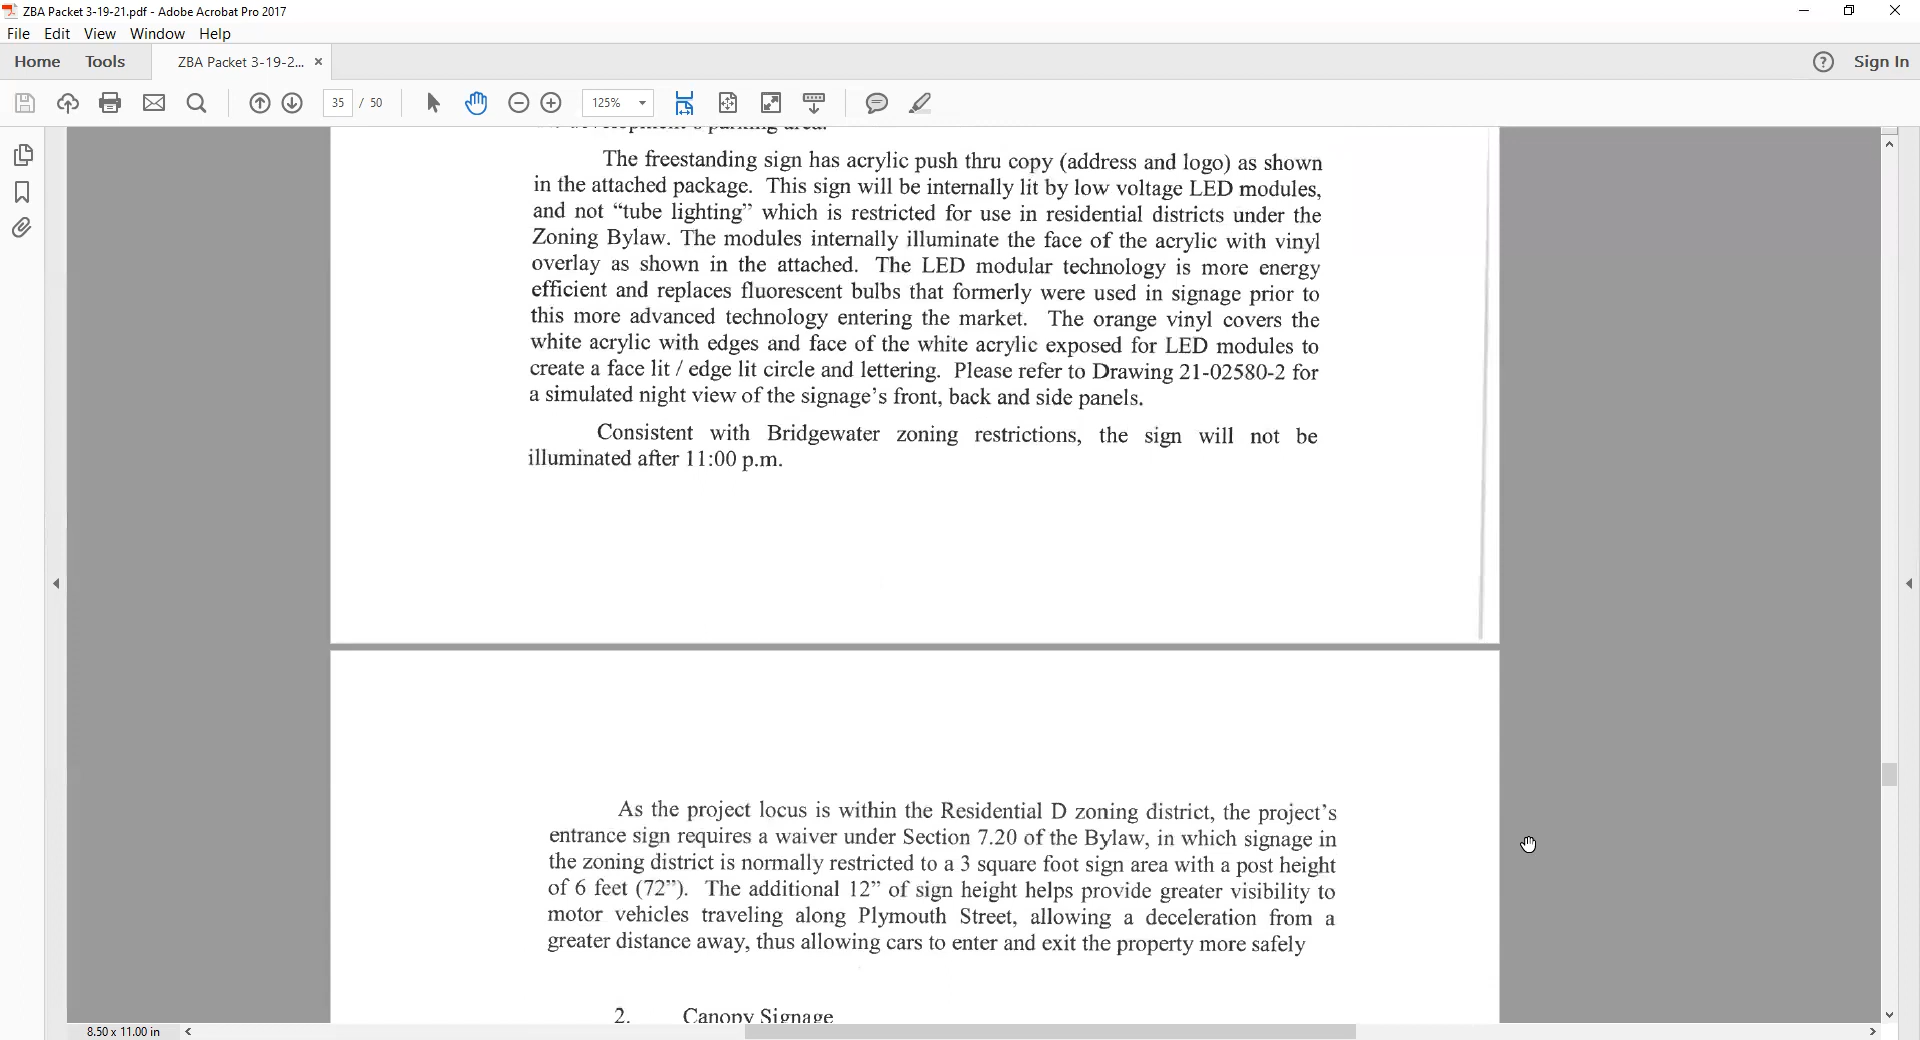 ZBA Packet 3-19-21.pdf - Adobe Acrobat Pro 2017
File Edit View Window Help
Home Tools ZBA Packet 3-19-2... × Sign In
35 / 50 125%
The freestanding sign has acrylic push thru copy (address and logo) as shown
in the attached package. This sign will be internally lit by low voltage LED modules,
and not “tube lighting” which is restricted for use in residential districts under the
Zoning Bylaw. The modules internally illuminate the face of the acrylic with vinyl
overlay as shown in the attached. The LED modular technology is more energy
efficient and replaces fluorescent bulbs that formerly were used in signage prior to
this more advanced technology entering the market. The orange vinyl covers the
white acrylic with edges and face of the white acrylic exposed for LED modules to
create a face lit / edge lit circle and lettering. Please refer to Drawing 21-02580-2 for
a simulated night view of the signage’s front, back and side panels.
Consistent with Bridgewater zoning restrictions, the sign will not be
illuminated after 11:00 p.m.
As the project locus is within the Residential D zoning district, the project’s
entrance sign requires a waiver under Section 7.20 of the Bylaw, in which signage in
the zoning district is normally restricted to a 3 square foot sign area with a post height
of 6 feet (72”). The additional 12” of sign height helps provide greater visibility to
motor vehicles traveling along Plymouth Street, allowing a deceleration from a
greater distance away, thus allowing cars to enter and exit the property more safely
2. Canopy Signage
8.50 x 11.00 in